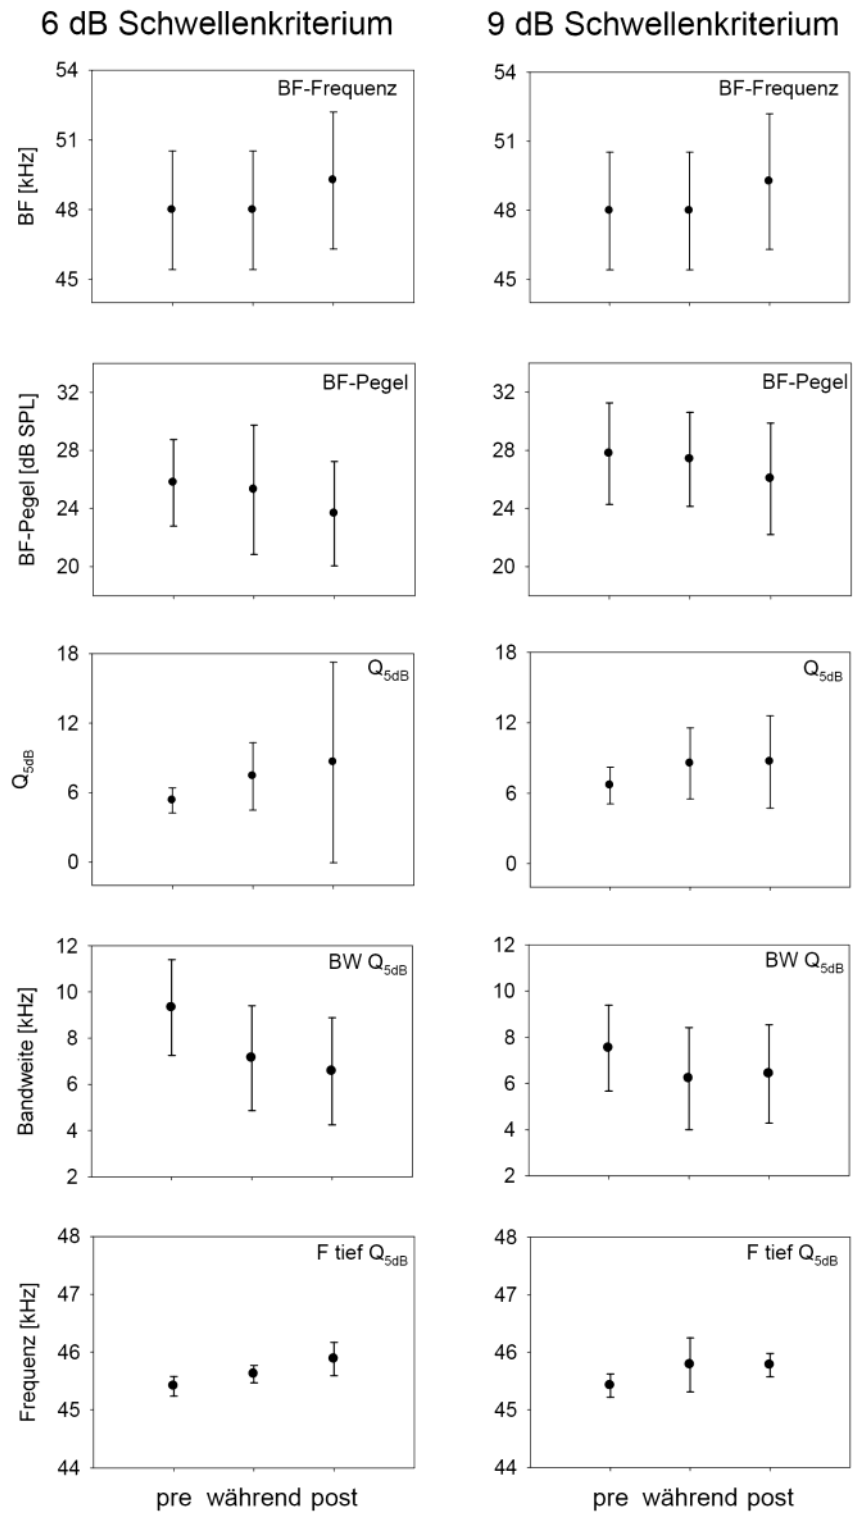 6 dB Schwellenkriterium
9 dB Schwellenkriterium
BF-Frequenz
BF [kHz]
54
51
48
45
BF-Frequenz
54
51
48
45
BF-Pegel
BF-Pegel [dB SPL]
32
28
24
20
BF-Pegel
32
28
24
20
Q5dB
Q5dB
18
12
6
0
Q5dB
18
12
6
0
BW Q5dB
Bandweite [kHz]
12
10
8
6
4
2
BW Q5dB
12
10
8
6
4
2
F tief Q5dB
Frequenz [kHz]
48
47
46
45
44
F tief Q5dB
48
47
46
45
44
pre während post
pre während post